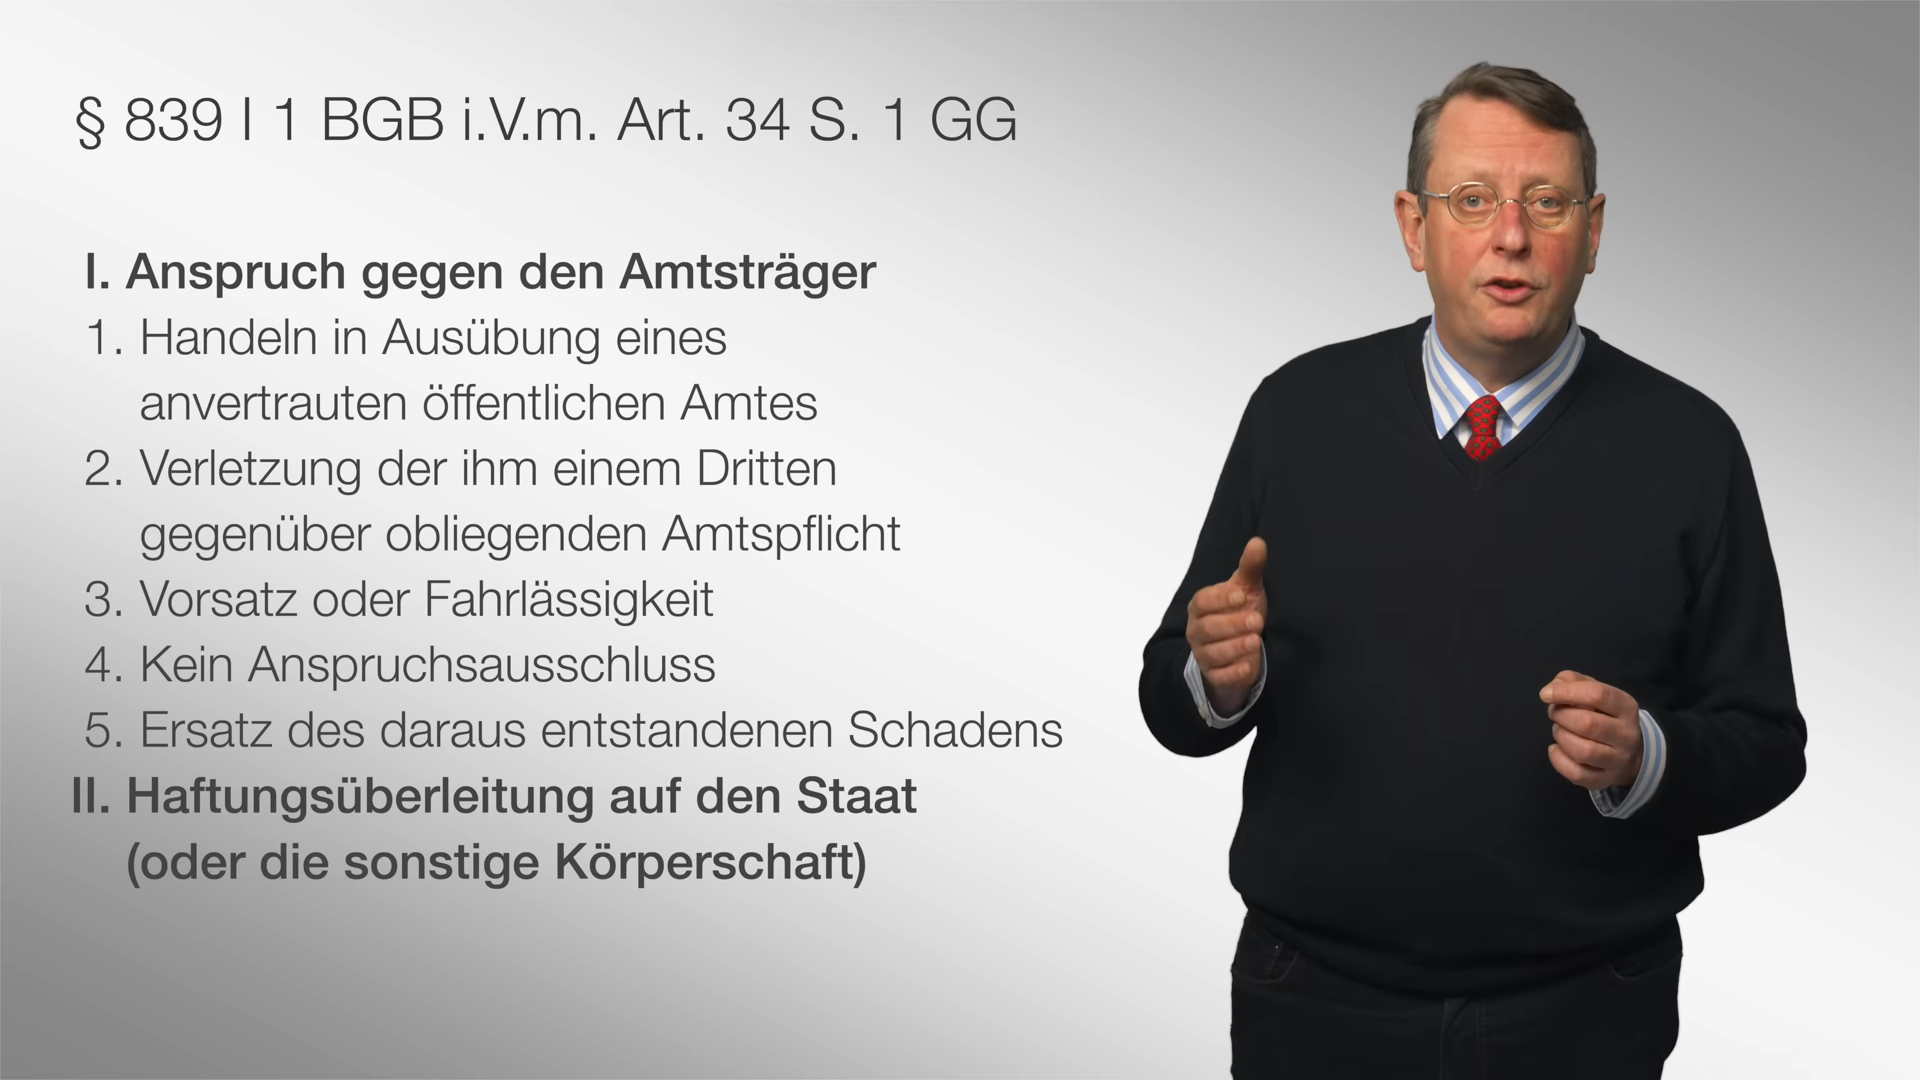 § 839 I 1 BGB i.V.m. Art. 34 S. 1 GG
I. Anspruch gegen den Amtsträger
1. Handeln in Ausübung eines
anvertrauten öffentlichen Amtes
2. Verletzung der ihm einem Dritten
gegenüber obliegenden Amtspflicht
3. Vorsatz oder Fahrlässigkeit
4. Kein Anspruchsausschluss
5. Ersatz des daraus entstandenen Schadens
II. Haftungsüberleitung auf den Staat
(oder die sonstige Körperschaft)